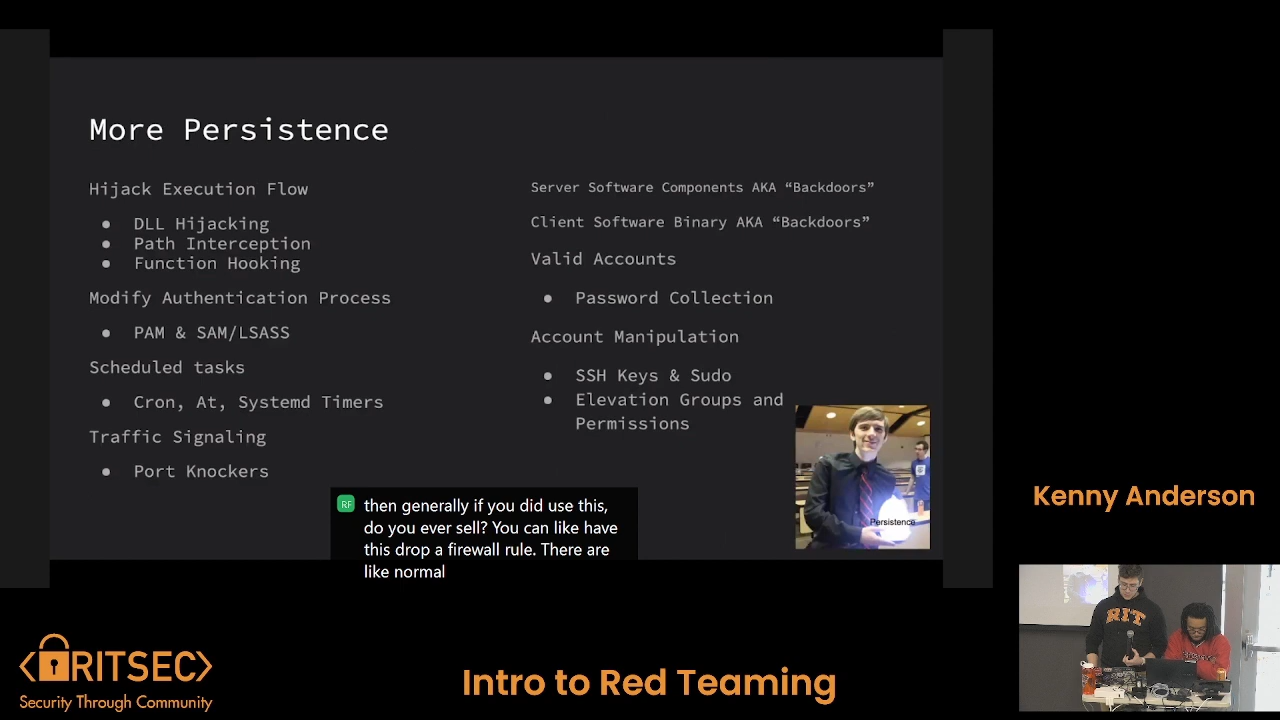 More Persistence
Hijack Execution Flow
● DLL Hijacking
● Path Interception
● Function Hooking
Modify Authentication Process
● PAM & SAM/LSASS
Scheduled tasks
● Cron, At, Systemd Timers
Traffic Signaling
● Port Knockers
Server Software Components AKA “Backdoors”
Client Software Binary AKA “Backdoors”
Valid Accounts
● Password Collection
Account Manipulation
● SSH Keys & Sudo
● Elevation Groups and
Permissions
Persistence
RF
then generally if you did use this,
do you ever sell? You can like have
this drop a firewall rule. There are
like normal
Kenny Anderson
RIT
RITSEC
Security Through Community
Intro to Red Teaming